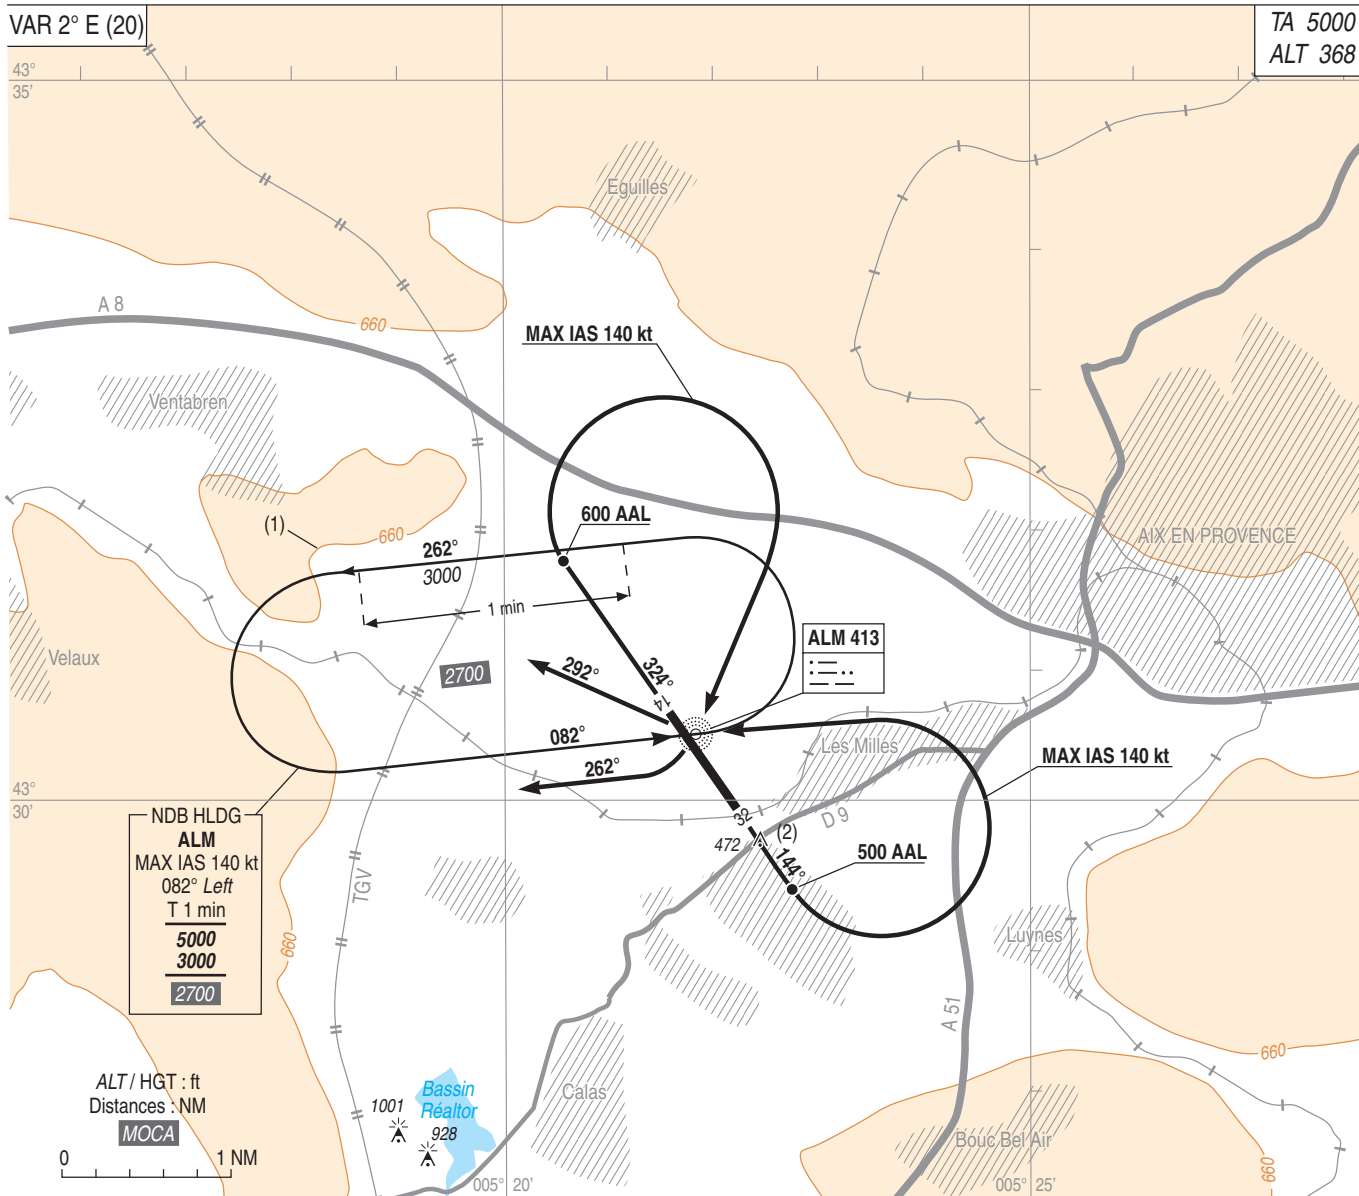 VAR 2° E (20)
TA 5000
ALT 368
43°
35'
Eguilles
A 8
660
MAX IAS 140 kt
Ventabren
600 AAL
(1)
660
262°
3000
AIX EN PROVENCE
1 min
ALM 413
Velaux
2700
292°
324°
14
082°
Les Milles
262°
MAX IAS 140 kt
43°
30'
NDB HLDG
ALM
MAX IAS 140 kt
082° Left
T 1 min
5000
3000
2700
32
D 9
472
(2)
144°
500 AAL
TGV
660
Luynes
A 51
660
ALT / HGT : ft
Distances : NM
MOCA
0
1 NM
1001
Bassin
Réaltor
928
Calas
Bouc Bel Air
660
005° 20'
005° 25'